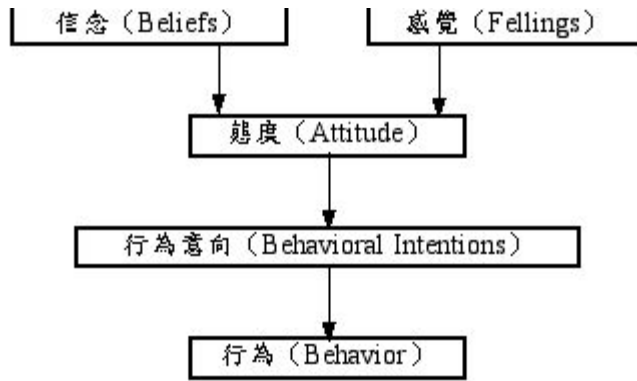 信念（Beliefs）
感覺（Fellings）
態度（Attitude）
行為意向（Behavioral Intentions）
行為（Behavior）